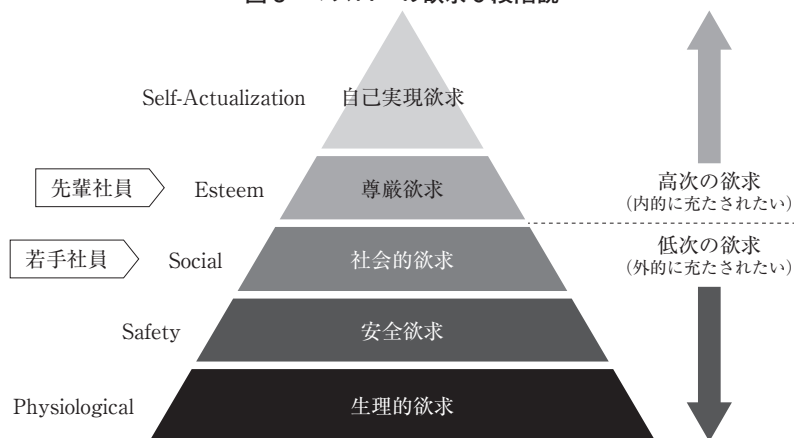 Self-Actualization 自己実現欲求
先輩社員 Esteem 尊厳欲求
高次の欲求
(内的に充たされたい)
若手社員 Social 社会的欲求
低次の欲求
(外的に充たされたい)
Safety 安全欲求
Physiological 生理的欲求